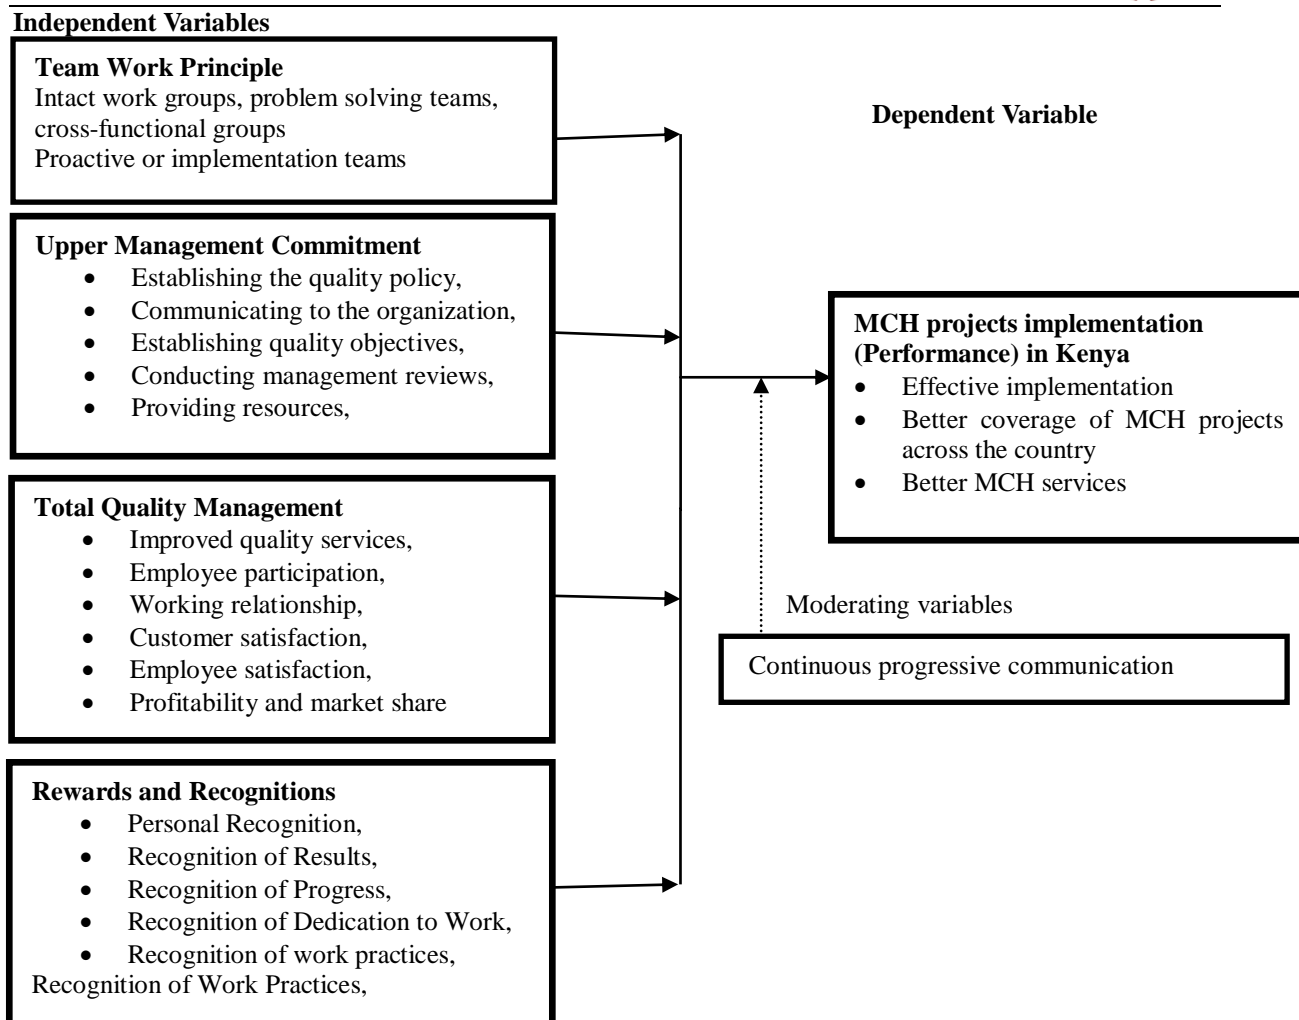 Independent Variables
Team Work Principle
Intact work groups, problem solving teams,
cross-functional groups
Proactive or implementation teams
Dependent Variable
Upper Management Commitment
• Establishing the quality policy,
• Communicating to the organization,
• Establishing quality objectives,
• Conducting management reviews,
• Providing resources,
MCH projects implementation
(Performance) in Kenya
• Effective implementation
• Better coverage of MCH projects
across the country
• Better MCH services
Total Quality Management
• Improved quality services,
• Employee participation,
• Working relationship,
• Customer satisfaction,
• Employee satisfaction,
• Profitability and market share
Moderating variables
Continuous progressive communication
Rewards and Recognitions
• Personal Recognition,
• Recognition of Results,
• Recognition of Progress,
• Recognition of Dedication to Work,
• Recognition of work practices,
Recognition of Work Practices,